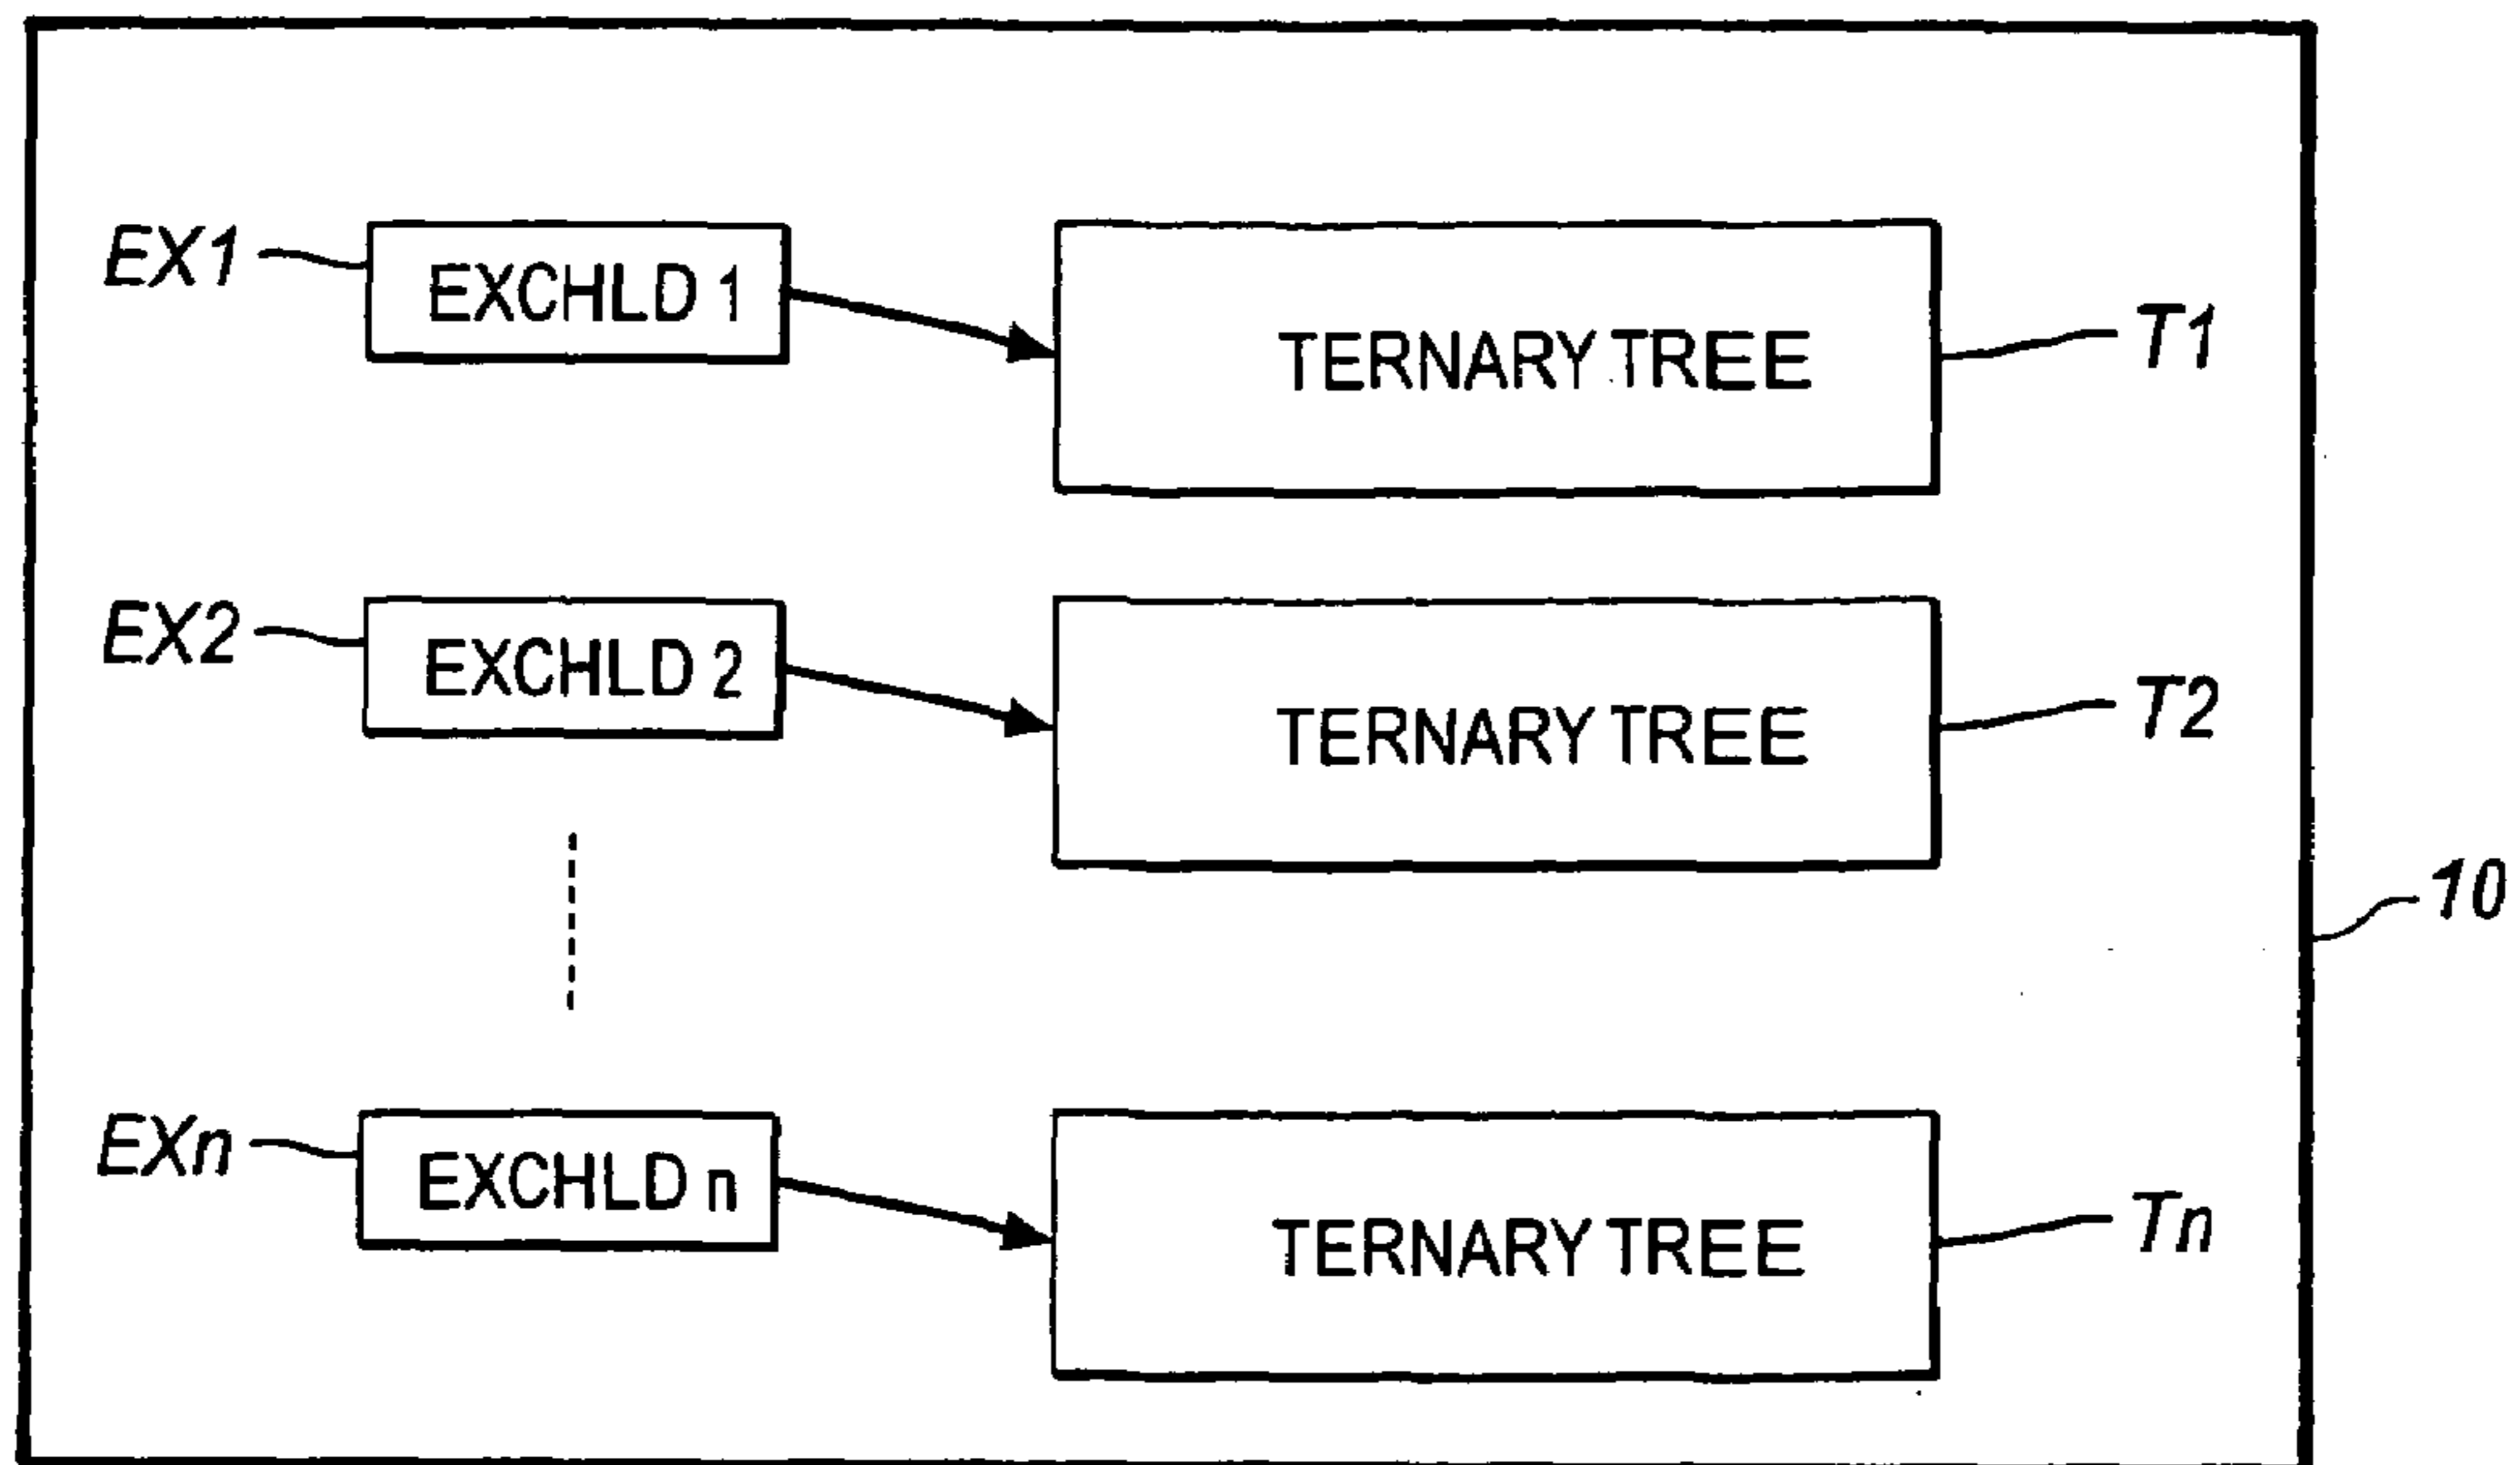 EX1
EXCHLD 1
TERNARY TREE
T1
EX2
EXCHLD 2
TERNARY TREE
T2
10
EXn
EXCHLD n
TERNARY TREE
Tn